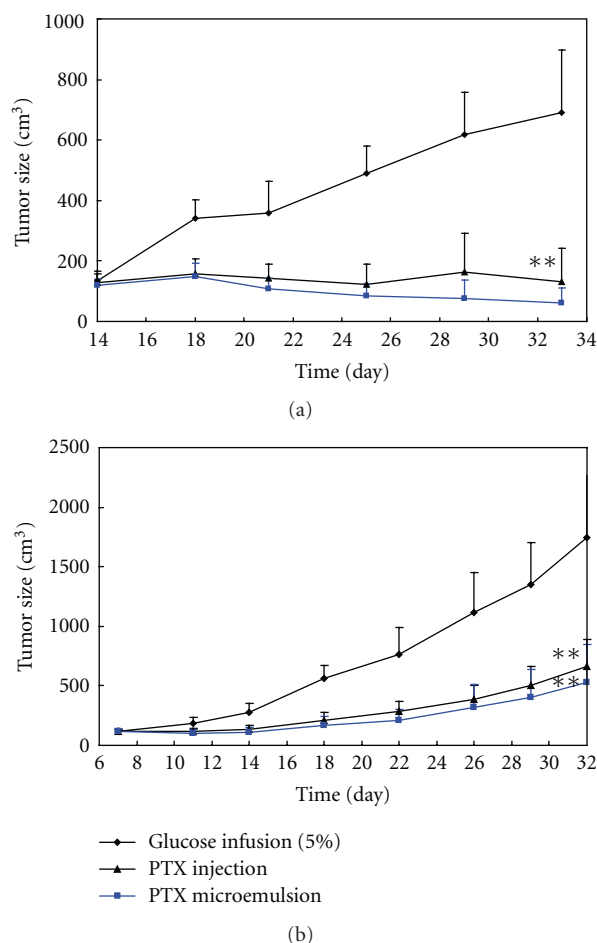 1000
800
600
400
200
0
Tumor size (cm³)
**
14 16 18 20 22 24 26 28 30 32 34
Time (day)
(a)
2500
2000
1500
1000
500
0
Tumor size (cm³)
**
**
6 8 10 12 14 16 18 20 22 24 26 28 30 32
Time (day)
Glucose infusion (5%)
PTX injection
PTX microemulsion
(b)